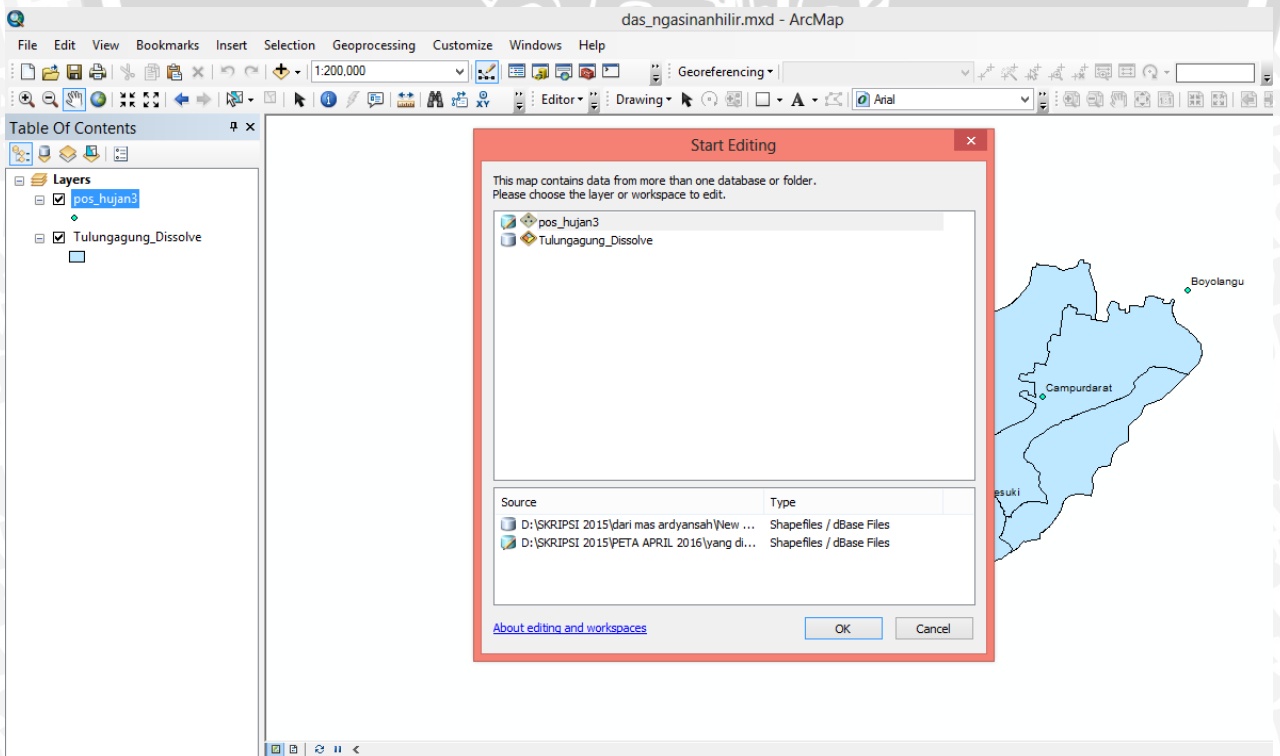 das_ngasinanhilir.mxd - ArcMap
File Edit View Bookmarks Insert Selection Geoprocessing Customize Windows Help
1:200,000 Georeferencing
Editor Drawing A Arial
Table Of Contents
Layers
pos_hujan3
Tulungagung_Dissolve
Start Editing
This map contains data from more than one database or folder.
Please choose the layer or workspace to edit.
pos_hujan3
Tulungagung_Dissolve
Source Type
D:\SKRIPSI 2015\dari mas ardyansah\New ... Shapefiles / dBase Files
D:\SKRIPSI 2015\PETA APRIL 2016\yang di... Shapefiles / dBase Files
About editing and workspaces OK Cancel
Boyolangu
Campurdarat
esuki